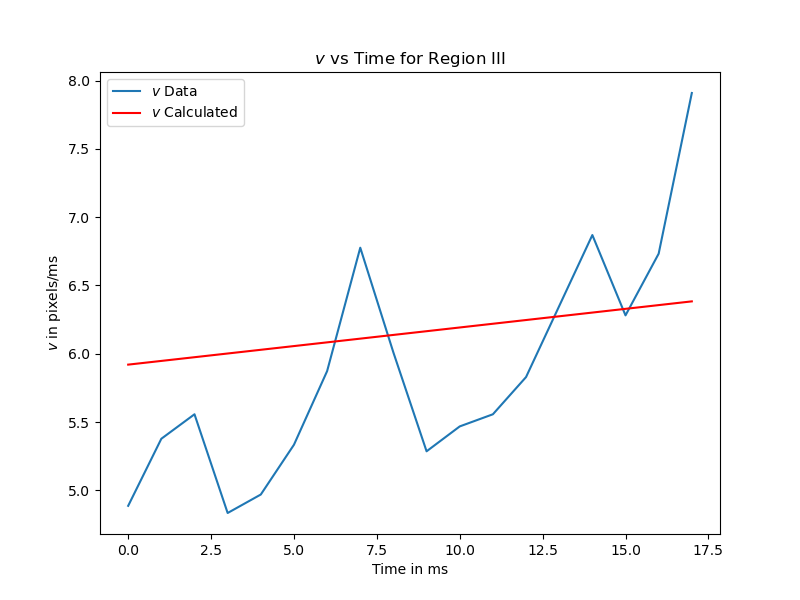 v vs Time for Region III
v Data
v Calculated
8.0
7.5
7.0
6.5
6.0
5.5
5.0
v in pixels/ms
0.0 2.5 5.0 7.5 10.0 12.5 15.0 17.5
Time in ms